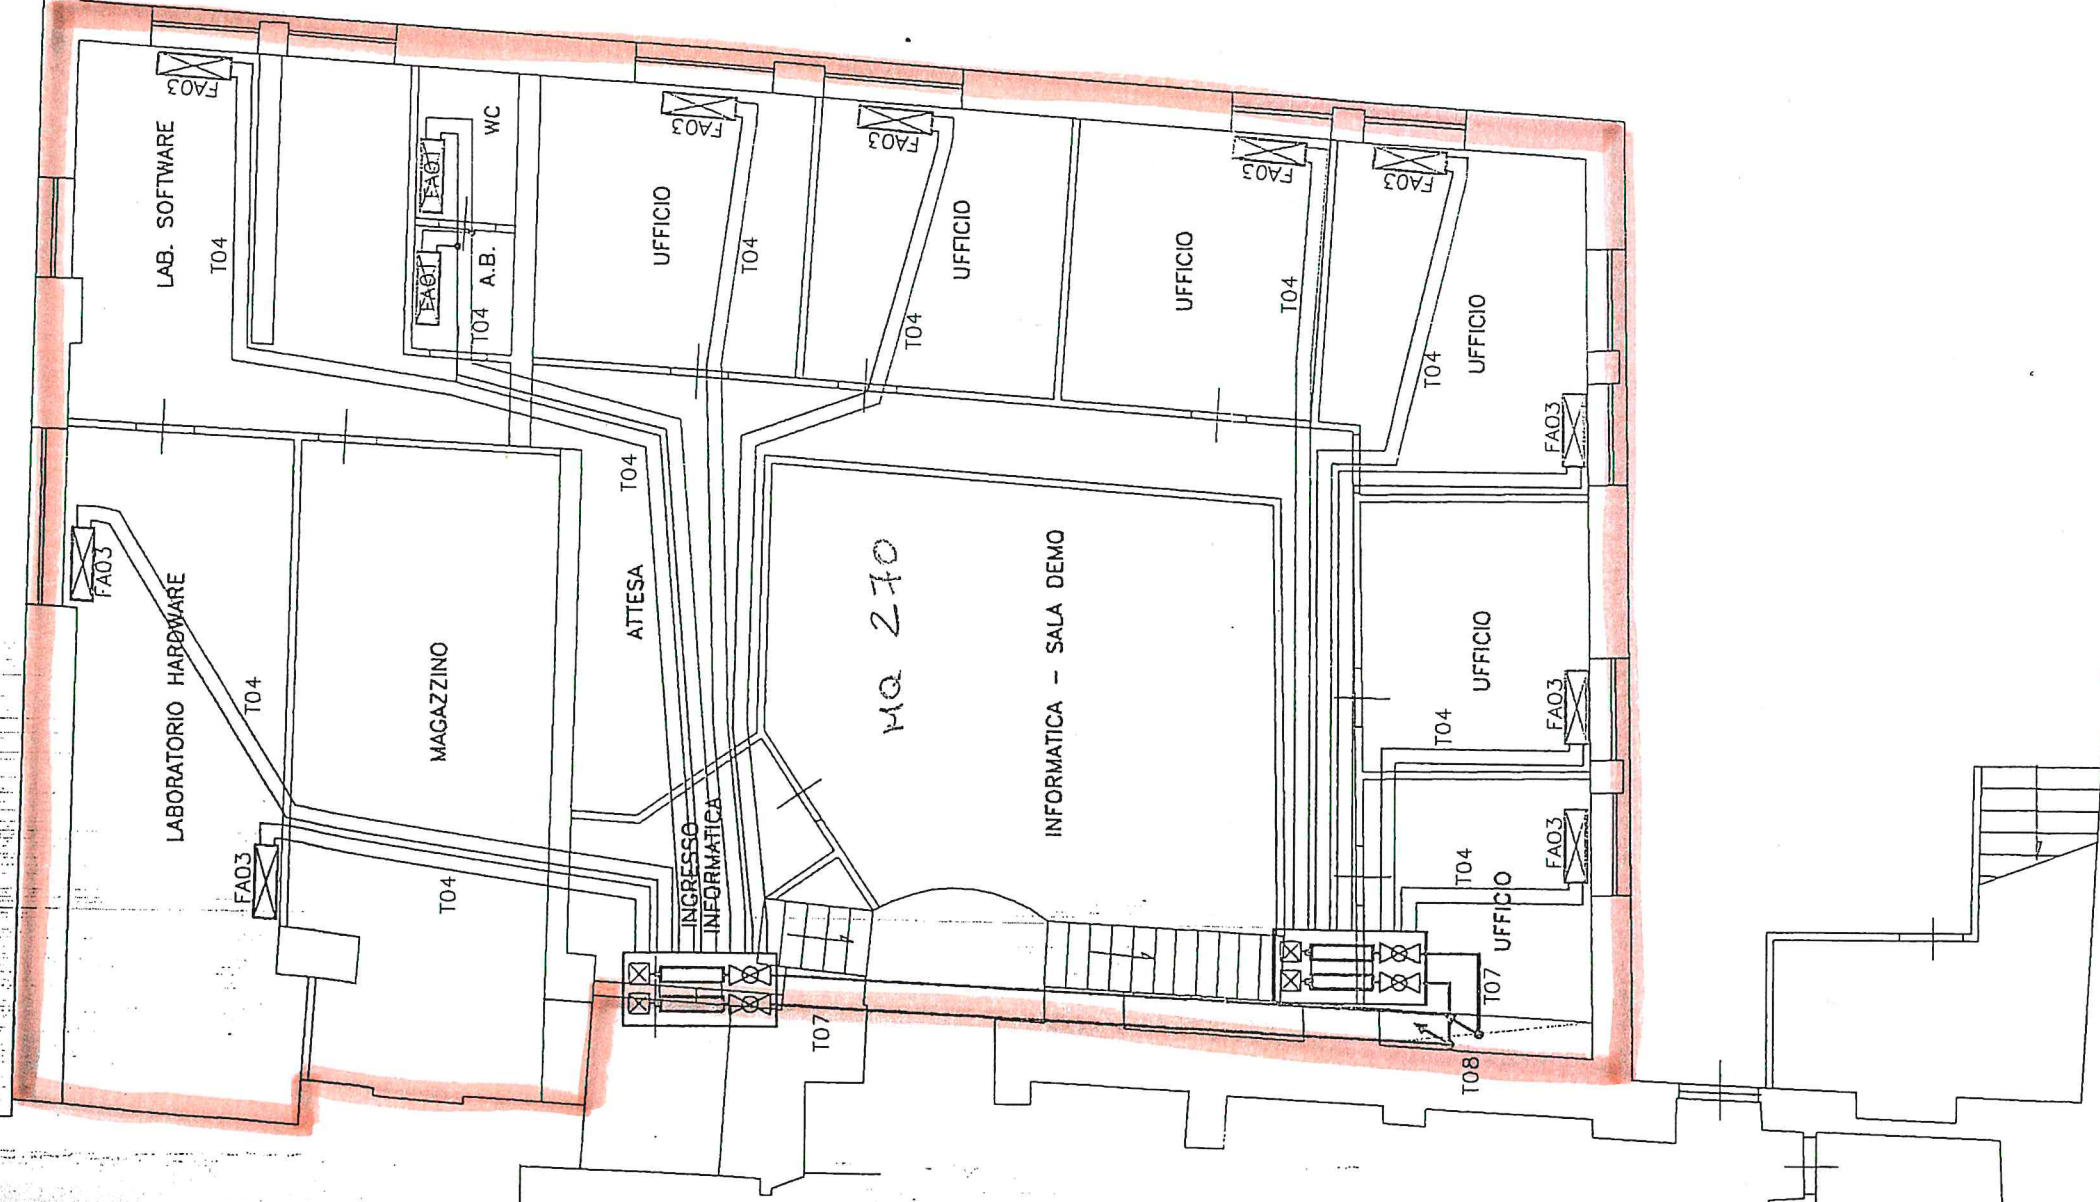 FA03
LAB. SOFTWARE
T04
WC
FA01
FA01
A.B.
T04
FA03
UFFICIO
T04
FA03
UFFICIO
T04
FA03
UFFICIO
T04
FA03
UFFICIO
T04
FA03
FA03
LABORATORIO HARDWARE
T04
MAGAZZINO
T04
ATTESA
MQ 270
INFORMATICA - SALA DEMO
UFFICIO
T04
FA03
FA03
T04
INGRESSO
INFORMATICA
T04
UFFICIO
FA03
T07
T07
T08